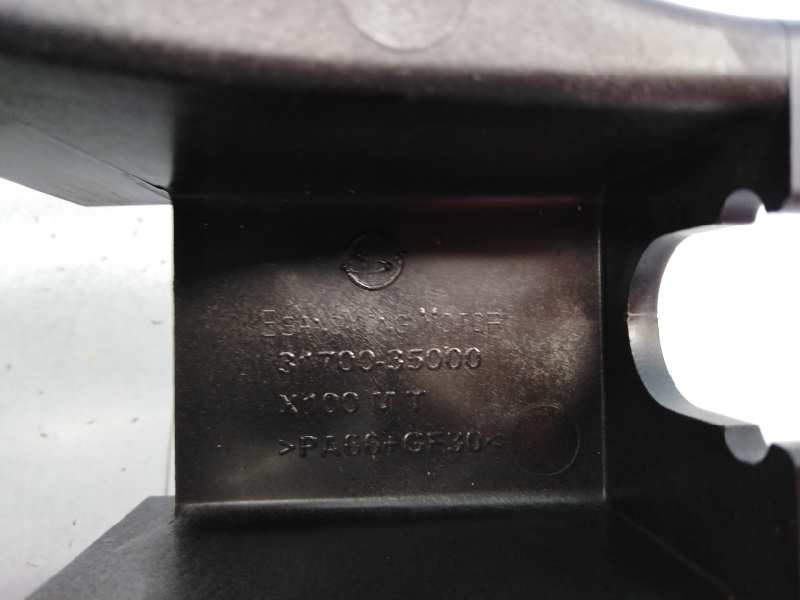 SSANGYONG MOTOR
31700-35000
X100 M/T
>PA66+GF30<